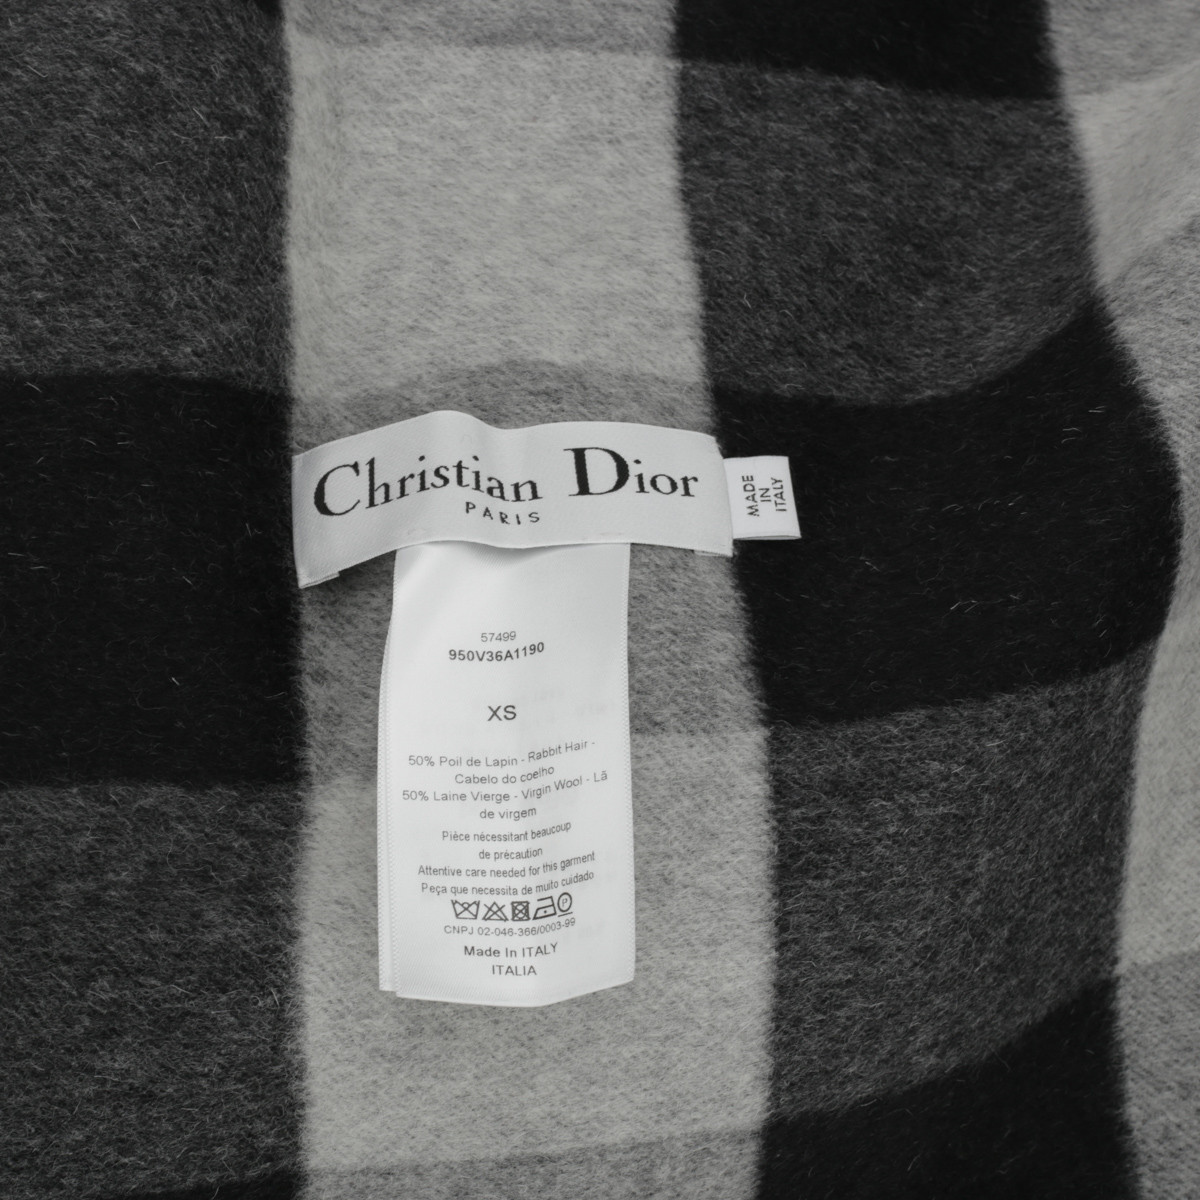 Christian Dior
PARIS
MADE
IN
ITALY
57499
950V36A1190
XS
50% Poil de Lapin - Rabbit Hair -
Cabelo do coelho
50% Laine Vierge - Virgin Wool - Lã
de virgem
Pièce nécessitant beaucoup
de précaution
Attentive care needed for this garment
Peça que necessita de muito cuidado
P
CNPJ 02-046-366/0003-99
Made In ITALY
ITALIA